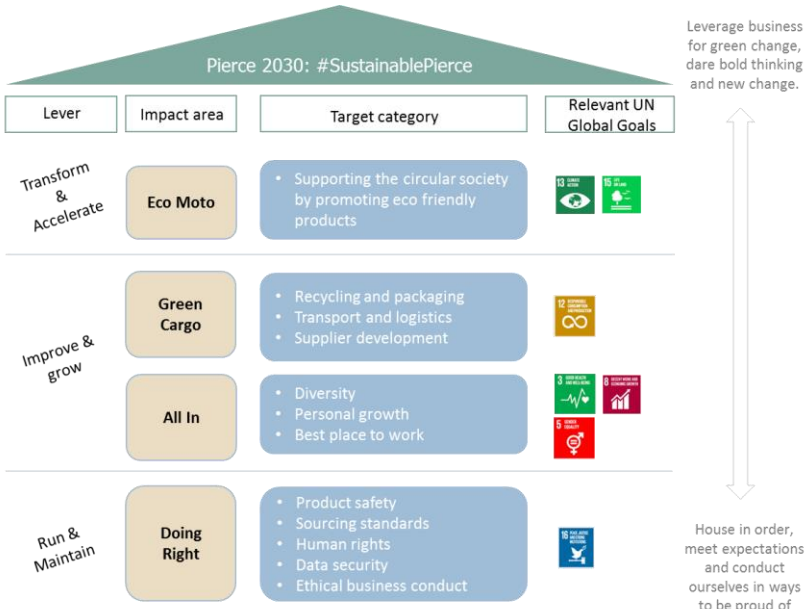 Pierce 2030: #SustainablePierce
Leverage business
for green change,
dare bold thinking
and new change.
Lever
Impact area
Target category
Relevant UN
Global Goals
Transform
&
Accelerate
Eco Moto
• Supporting the circular society
by promoting eco friendly
products
13 CLIMATE
ACTION
15 LIFE
ON LAND
Improve &
grow
Green
Cargo
• Recycling and packaging
• Transport and logistics
• Supplier development
12 RESPONSIBLE
CONSUMPTION
AND PRODUCTION
All In
• Diversity
• Personal growth
• Best place to work
3 GOOD HEALTH
AND WELL-BEING
8 DECENT WORK AND
ECONOMIC GROWTH
5 GENDER
EQUALITY
Run &
Maintain
Doing
Right
• Product safety
• Sourcing standards
• Human rights
• Data security
• Ethical business conduct
16 PEACE, JUSTICE
AND STRONG
INSTITUTIONS
House in order,
meet expectations
and conduct
ourselves in ways
to be proud of